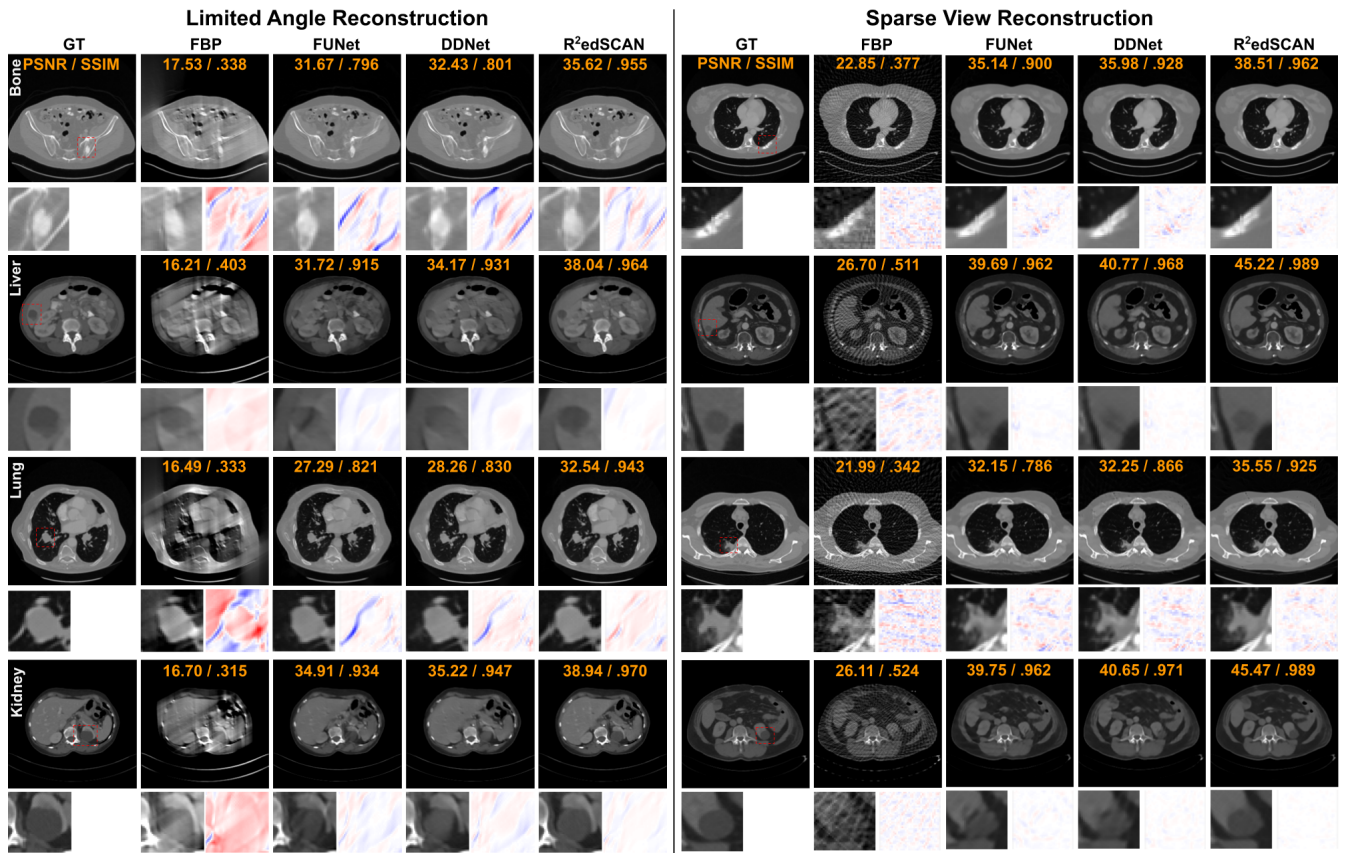 Limited Angle Reconstruction
Sparse View Reconstruction
GT FBP FUNet DDNet R²edSCAN
GT FBP FUNet DDNet R²edSCAN
Bone
PSNR / SSIM 17.53 / .338 31.67 / .796 32.43 / .801 35.62 / .955
PSNR / SSIM 22.85 / .377 35.14 / .900 35.98 / .928 38.51 / .962
Liver
16.21 / .403 31.72 / .915 34.17 / .931 38.04 / .964
26.70 / .511 39.69 / .962 40.77 / .968 45.22 / .989
Lung
16.49 / .333 27.29 / .821 28.26 / .830 32.54 / .943
21.99 / .342 32.15 / .786 32.25 / .866 35.55 / .925
Kidney
16.70 / .315 34.91 / .934 35.22 / .947 38.94 / .970
26.11 / .524 39.75 / .962 40.65 / .971 45.47 / .989